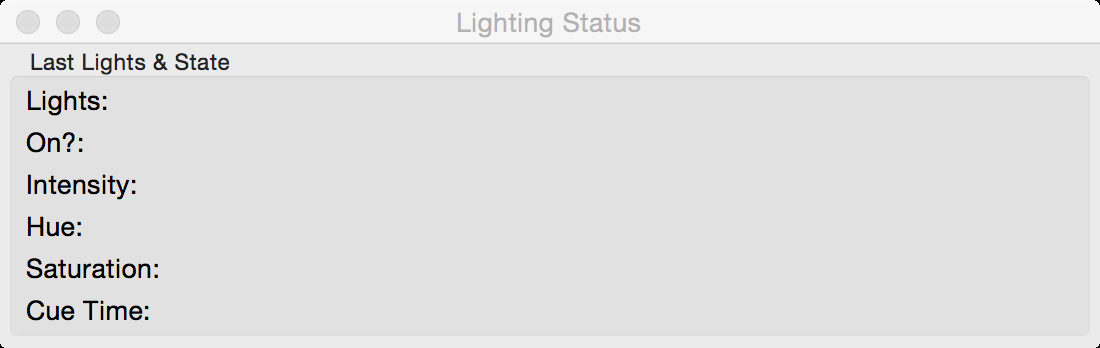 Lighting Status
Last Lights & State
Lights:
On?:
Intensity:
Hue:
Saturation:
Cue Time: